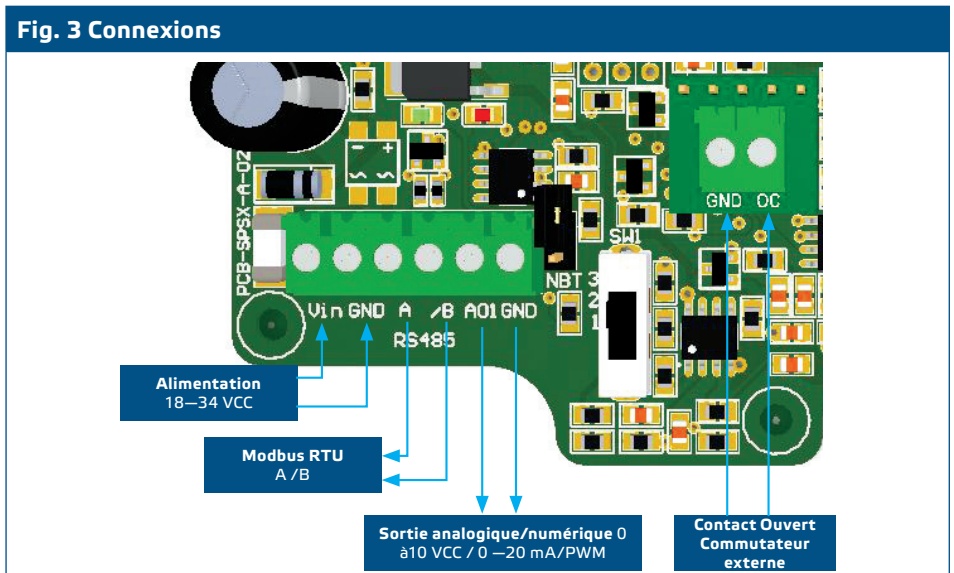 Fig. 3 Connexions
PCB-SPSX-A-02
- +
GND OC
SW1
NBT 3
2
1
Vin GND A /B AO1 GND
RS485
Alimentation
18—34 VCC
Modbus RTU
A /B
Sortie analogique/numérique 0
à10 VCC / 0 —20 mA/PWM
Contact Ouvert
Commutateur
externe